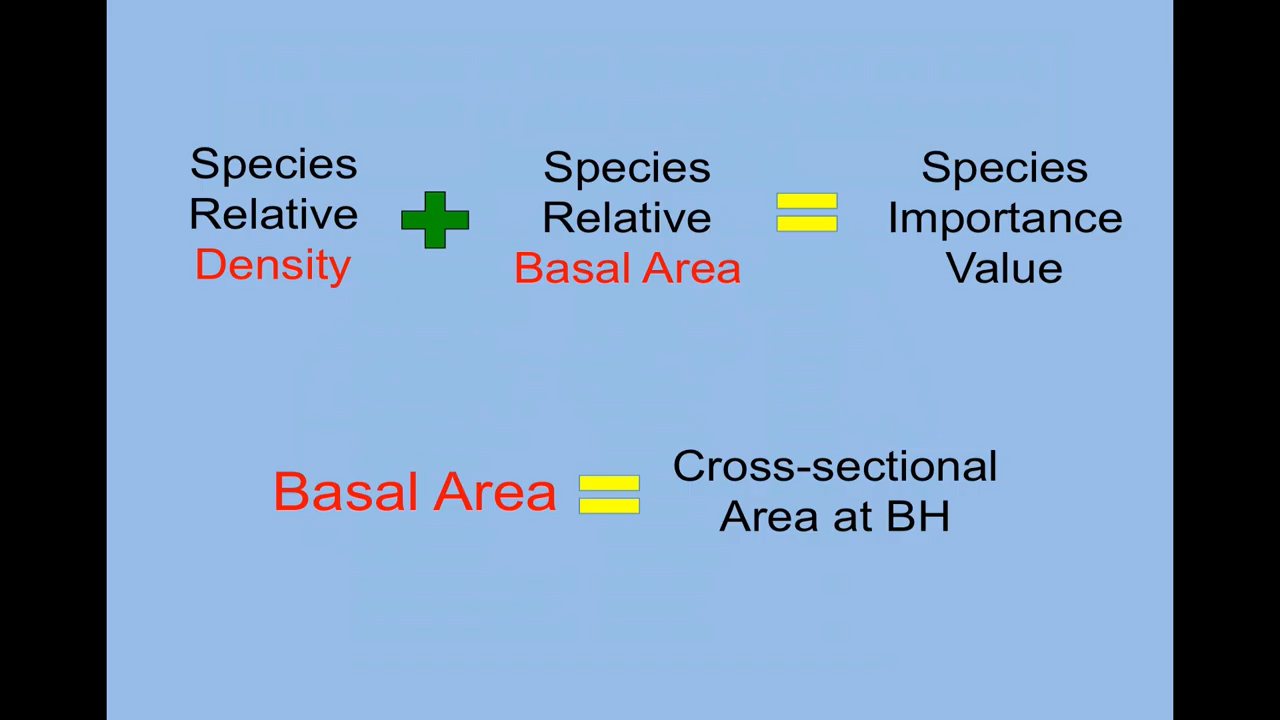 Species
Relative
Density
Species
Relative
Basal Area
Species
Importance
Value
Basal Area
Cross-sectional
Area at BH